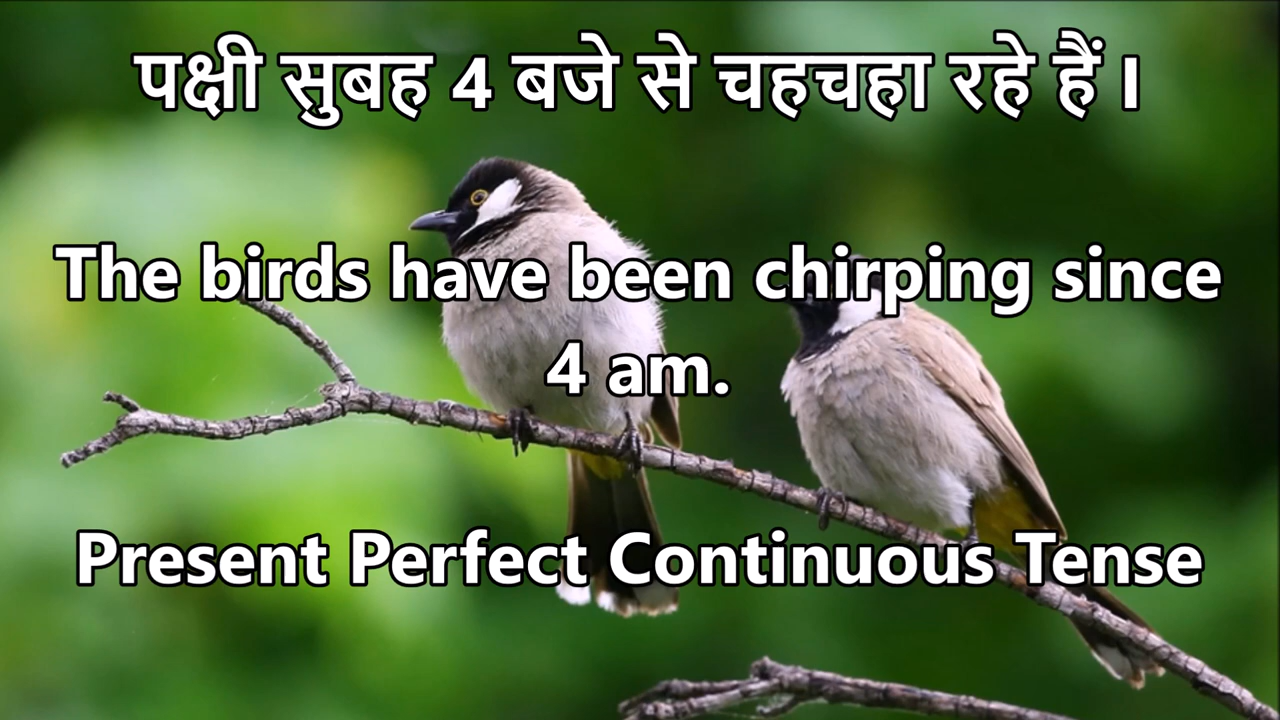 पक्षी सुबह 4 बजे से चहचहा रहे हैं ।
The birds have been chirping since
4 am.
Present Perfect Continuous Tense